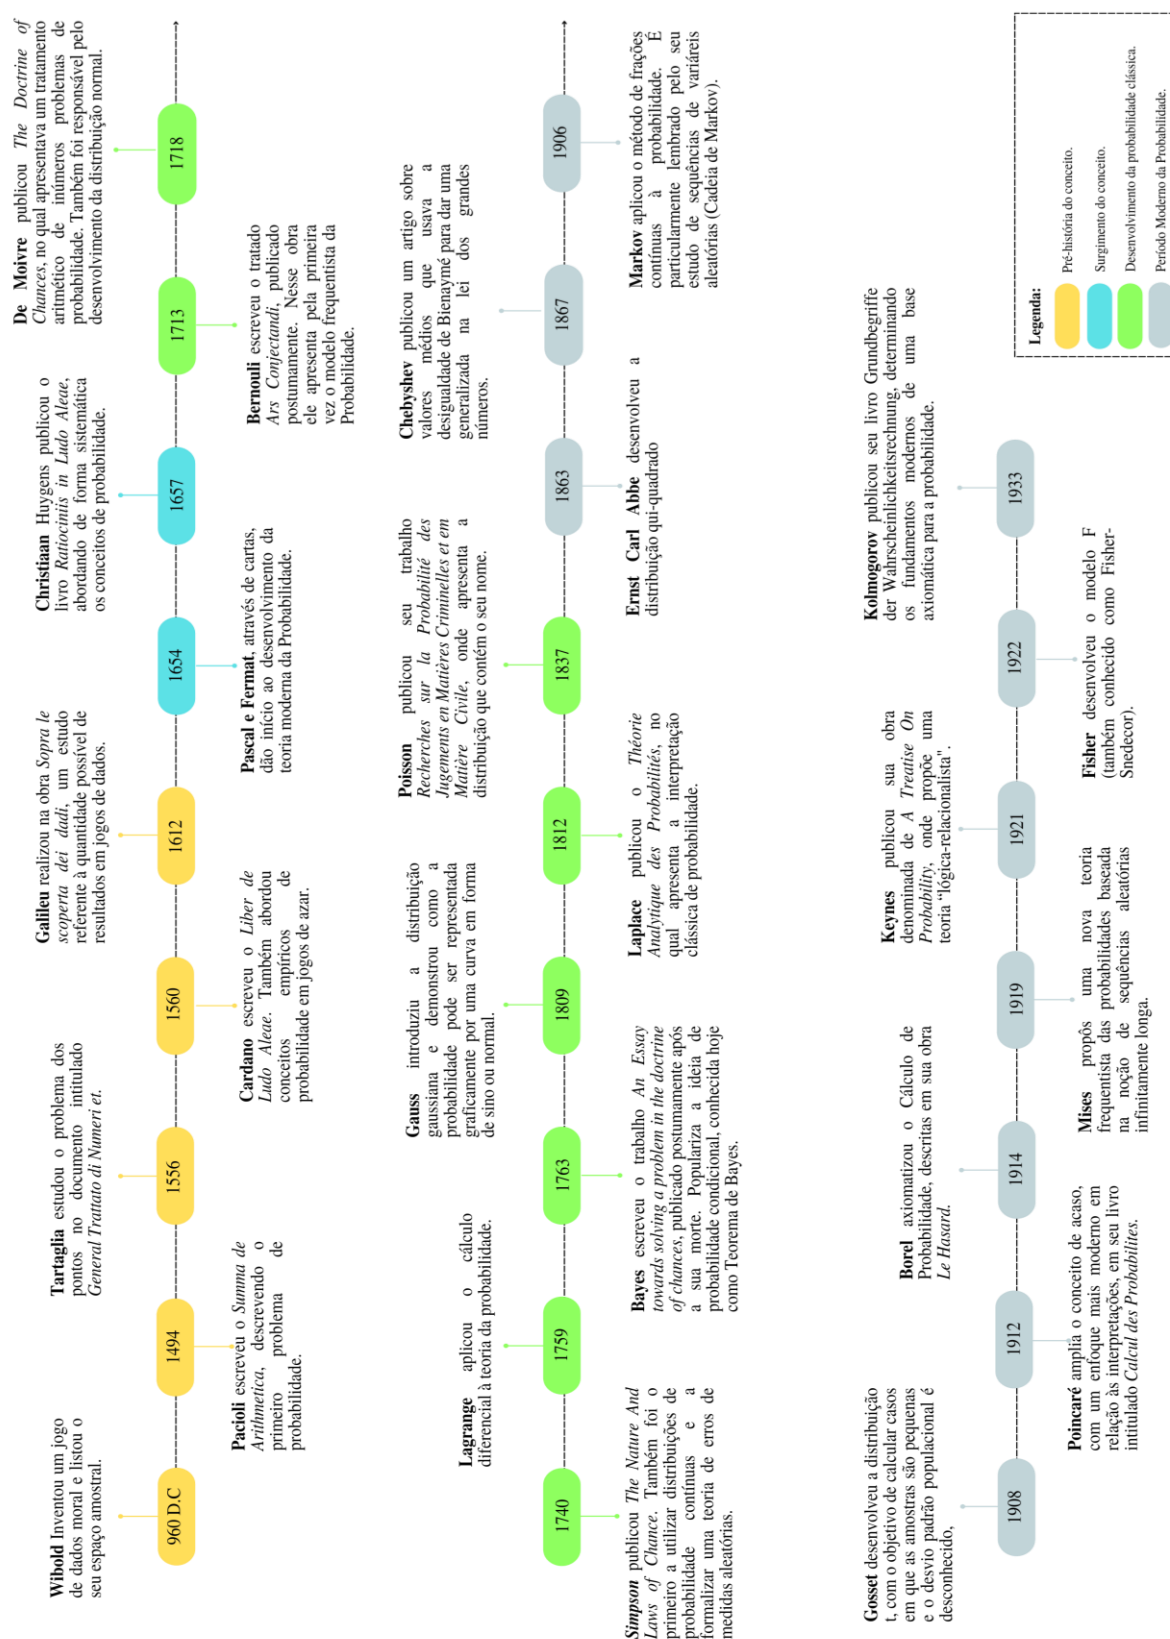 Wibold Inventou um jogo
de dados moral e listou o
seu espaço amostral.
960 D.C
Pacioli escreveu o Suma de
Arithmetica, descrevendo o
primeiro problema de
probabilidade.
1494
Tartaglia estudou o problema dos
pontos no documento intitulado
General Trattato di Numeri et.
1556
Cardano escreveu o Liber de
Ludo Aleae. Também abordou
conceitos empíricos de
probabilidade em jogos de azar.
1560
Galileu realizou na obra Sopra le
scoperta dei dadi, um estudo
referente à quantidade possível de
resultados em jogos de dados.
1612
Pascal e Fermat, através de cartas,
dão início ao desenvolvimento da
teoria moderna da Probabilidade.
1654
Christiaan Huygens publicou o
livro Ratiociniis in Ludo Aleae,
abordando de forma sistemática
os conceitos de probabilidade.
1657
Bernouli escreveu o tratado
Ars Conjectandi, publicado
postumamente. Nesse obra
ele apresenta pela primeira
vez o modelo frequentista da
Probabilidade.
1713
De Moivre publicou The Doctrine of
Chances, no qual apresentava um tratamento
aritmético de inúmeros problemas de
probabilidade. Também foi responsável pelo
desenvolvimento da distribuição normal.
1718
Simpson publicou The Nature And
Laws of Chance. Também foi o
primeiro a utilizar distribuições de
probabilidade contínuas e a
formalizar uma teoria de erros de
medidas aleatórias.
1740
Lagrange aplicou o cálculo
diferencial à teoria da probabilidade.
1759
Bayes escreveu o trabalho An Essay
towards solving a problem in the doctrine
of chances, publicado postumamente após
a sua morte. Populariza a ideia de
probabilidade condicional, conhecida hoje
como Teorema de Bayes.
1763
Gauss introduziu a distribuição
gaussiana e demonstrou como a
probabilidade pode ser representada
graficamente por uma curva em forma
de sino ou normal.
1809
Laplace publicou o Théorie
Analytique des Probabilités, no
qual apresenta a interpretação
clássica de probabilidade.
1812
Poisson publicou seu trabalho
Recherches sur la Probabilité des
Jugements en Matières Criminelles et em
Matière Civile, onde apresenta a
distribuição que contém o seu nome.
1837
Ernst Carl Abbe desenvolveu a
distribuição qui-quadrado
1863
Chebyshev publicou um artigo sobre
valores médios que usava a
desigualdade de Bienaymé para dar uma
generalizada na lei dos grandes
números.
1867
Markov aplicou o método de frações
contínuas à probabilidade. É
particularmente lembrado pelo seu
estudo de sequências de variáreis
aleatórias (Cadeia de Markov).
1906
Gosset desenvolveu a distribuição
t, com o objetivo de calcular casos
em que as amostras são pequenas
e o desvio padrão populacional é
desconhecido,
1908
Poincaré amplia o conceito de acaso,
com um enfoque mais moderno em
relação às interpretações, em seu livro
intitulado Calcul des Probabilites.
1912
Borel axiomatizou o Cálculo de
Probabilidade, descritas em sua obra
Le Hasard.
1914
Mises propôs uma nova teoria
frequentista das probabilidades baseada
na noção de sequências aleatórias
infinitamente longa.
1919
Keynes publicou sua obra
denominada de A Treatise On
Probability, onde propõe uma
teoria “lógica-relacionalista".
1921
Fisher desenvolveu o modelo F
(também conhecido como Fisher-
Snedecor).
1922
Kolmogorov publicou seu livro Grundbegriffe
der Wahrscheinlichkeitsrechnung, determinando
os fundamentos modernos de uma base
axiomática para a probabilidade.
1933
Legenda:
Pré-história do conceito.
Surgimento do conceito.
Desenvolvimento da probabilidade clássica.
Período Moderno da Probabilidade.